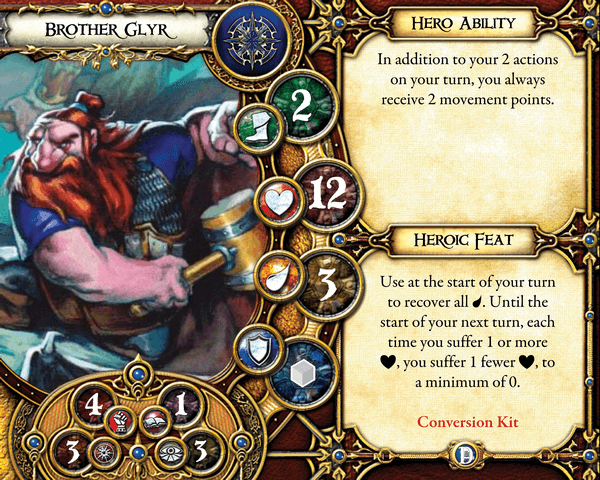 BROTHER GLYR
2
12
3
4
1
3
3
HERO ABILITY
In addition to your 2 actions
on your turn, you always
receive 2 movement points.
HEROIC FEAT
Use at the start of your turn
to recover all . Until the
start of your next turn, each
time you suffer 1 or more
, you suffer 1 fewer , to
a minimum of 0.
Conversion Kit
D